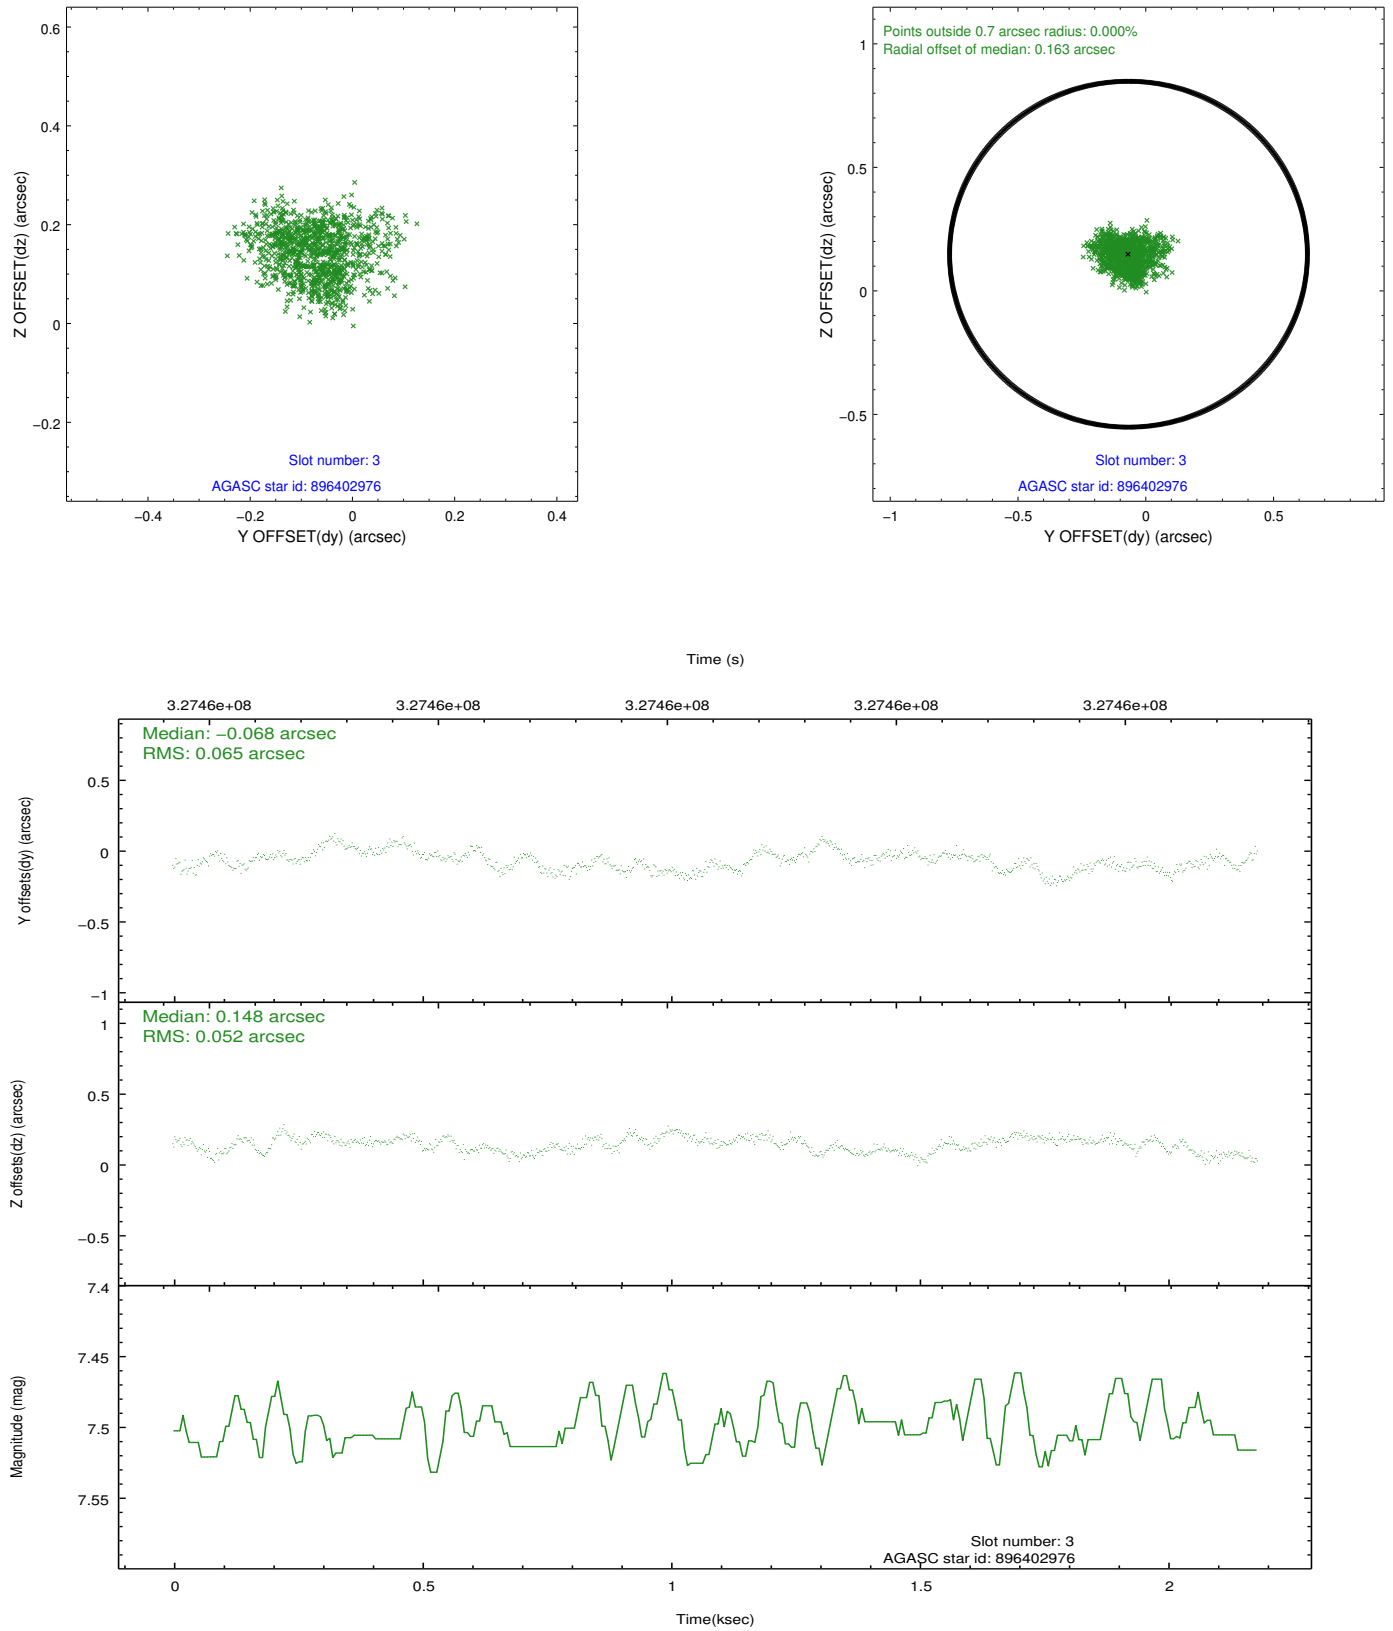 0.6
0.4
0.2
0
−0.2
−0.4
−0.2
0
0.2
0.4
Z OFFSET(dz) (arcsec)
Y OFFSET(dy) (arcsec)
Slot number: 3
AGASC star id: 896402976
Points outside 0.7 arcsec radius: 0.000%
Radial offset of median: 0.163 arcsec
1
0.5
0
−0.5
−1
−0.5
0
0.5
Z OFFSET(dz) (arcsec)
Y OFFSET(dy) (arcsec)
Slot number: 3
AGASC star id: 896402976
Time (s)
3.2746e+08 3.2746e+08 3.2746e+08 3.2746e+08 3.2746e+08
Median: −0.068 arcsec
RMS: 0.065 arcsec
0.5
0
−0.5
−1
Y offsets(dy) (arcsec)
Median: 0.148 arcsec
RMS: 0.052 arcsec
1
0.5
0
−0.5
Z offsets(dz) (arcsec)
7.4
7.45
7.5
7.55
Magnitude (mag)
Slot number: 3
AGASC star id: 896402976
0 0.5 1 1.5 2
Time(ksec)